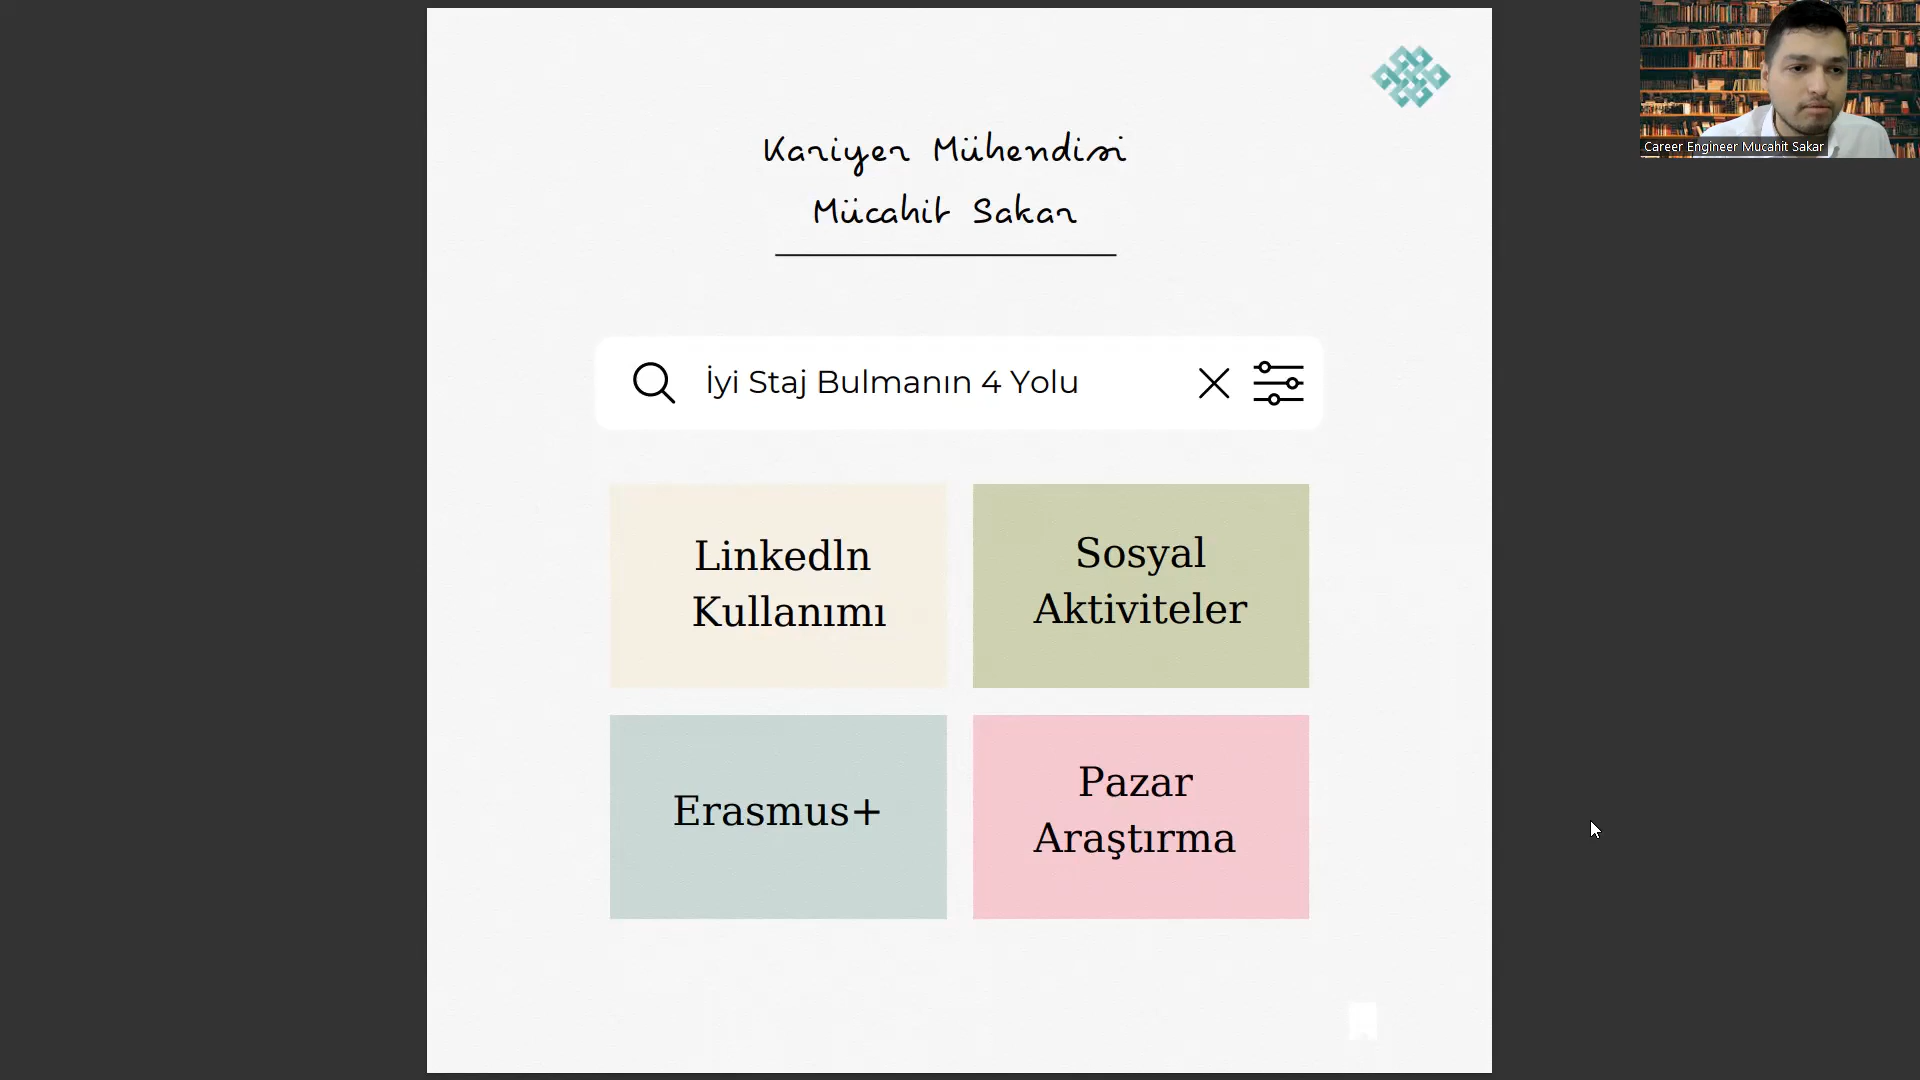 Kariyer Mühendisi
Mücahit Sakar
İyi Staj Bulmanın 4 Yolu
Linkedln
Kullanımı
Sosyal
Aktiviteler
Erasmus+
Pazar
Araştırma
Career Engineer Mucahit Sakar